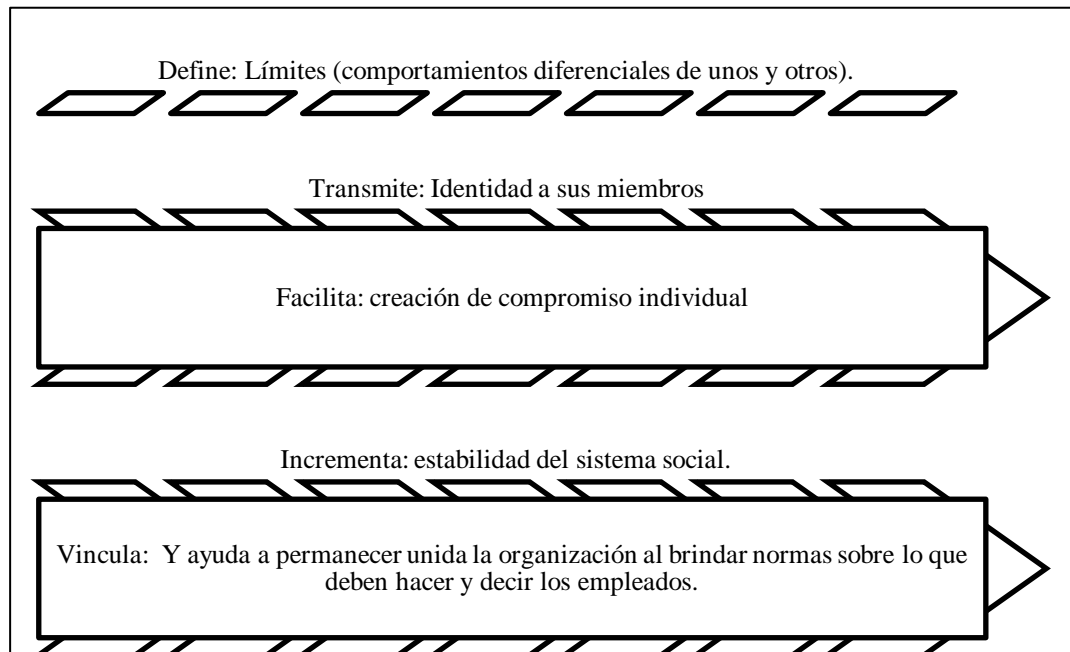 Define: Límites (comportamientos diferenciales de unos y otros).
Transmite: Identidad a sus miembros
Facilita: creación de compromiso individual
Incrementa: estabilidad del sistema social.
Vincula:  Y ayuda a permanecer unida la organización al brindar normas sobre lo que
deben hacer y decir los empleados.